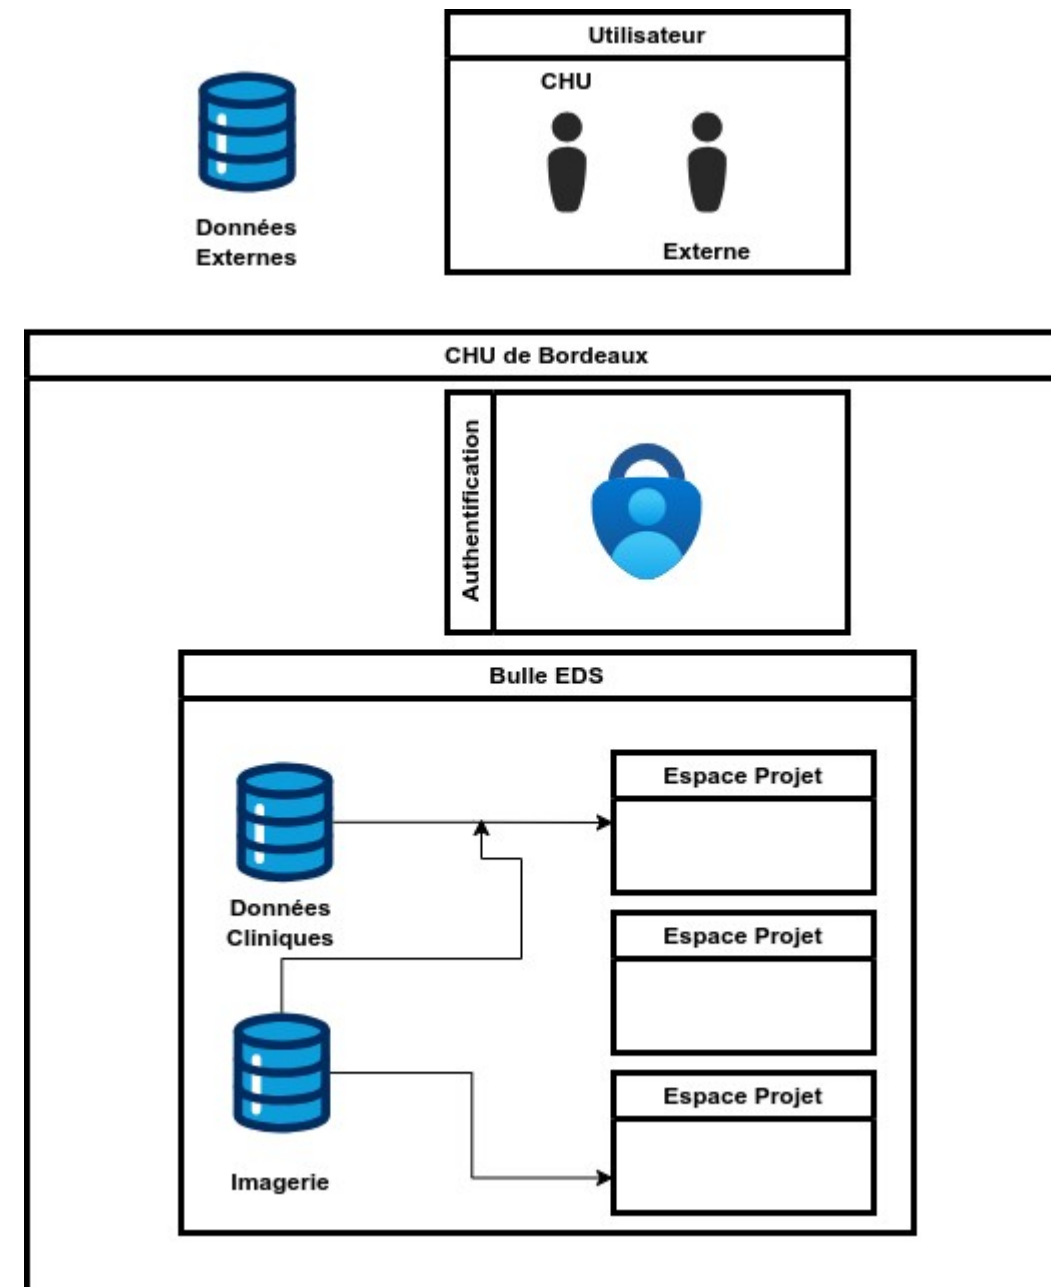 Utilisateur
CHU
Données
Externes
Externe
CHU de Bordeaux
Authentification
Bulle EDS
Espace Projet
Données
Cliniques
Espace Projet
Espace Projet
Imagerie